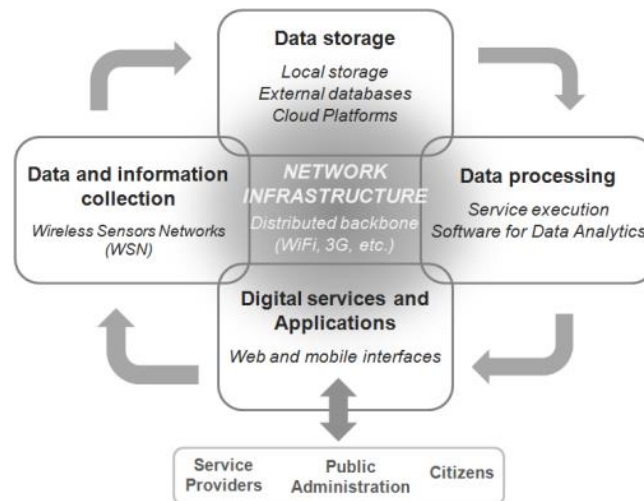 Data storage
Local storage
External databases
Cloud Platforms
Data and information
collection
Wireless Sensors Networks
(WSN)
NETWORK
INFRASTRUCTURE
Distributed backbone
(WiFi, 3G, etc.)
Data processing
Service execution
Software for Data Analytics
Digital services and
Applications
Web and mobile interfaces
Service
Providers
Public
Administration
Citizens